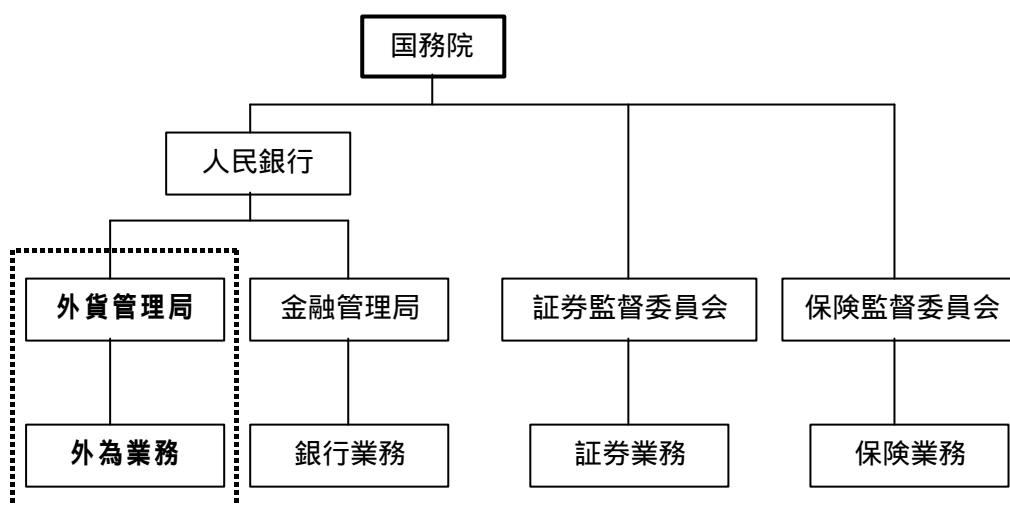 国務院
人民銀行
外貨管理局
金融管理局
証券監督委員会
保険監督委員会
外為業務
銀行業務
証券業務
保険業務